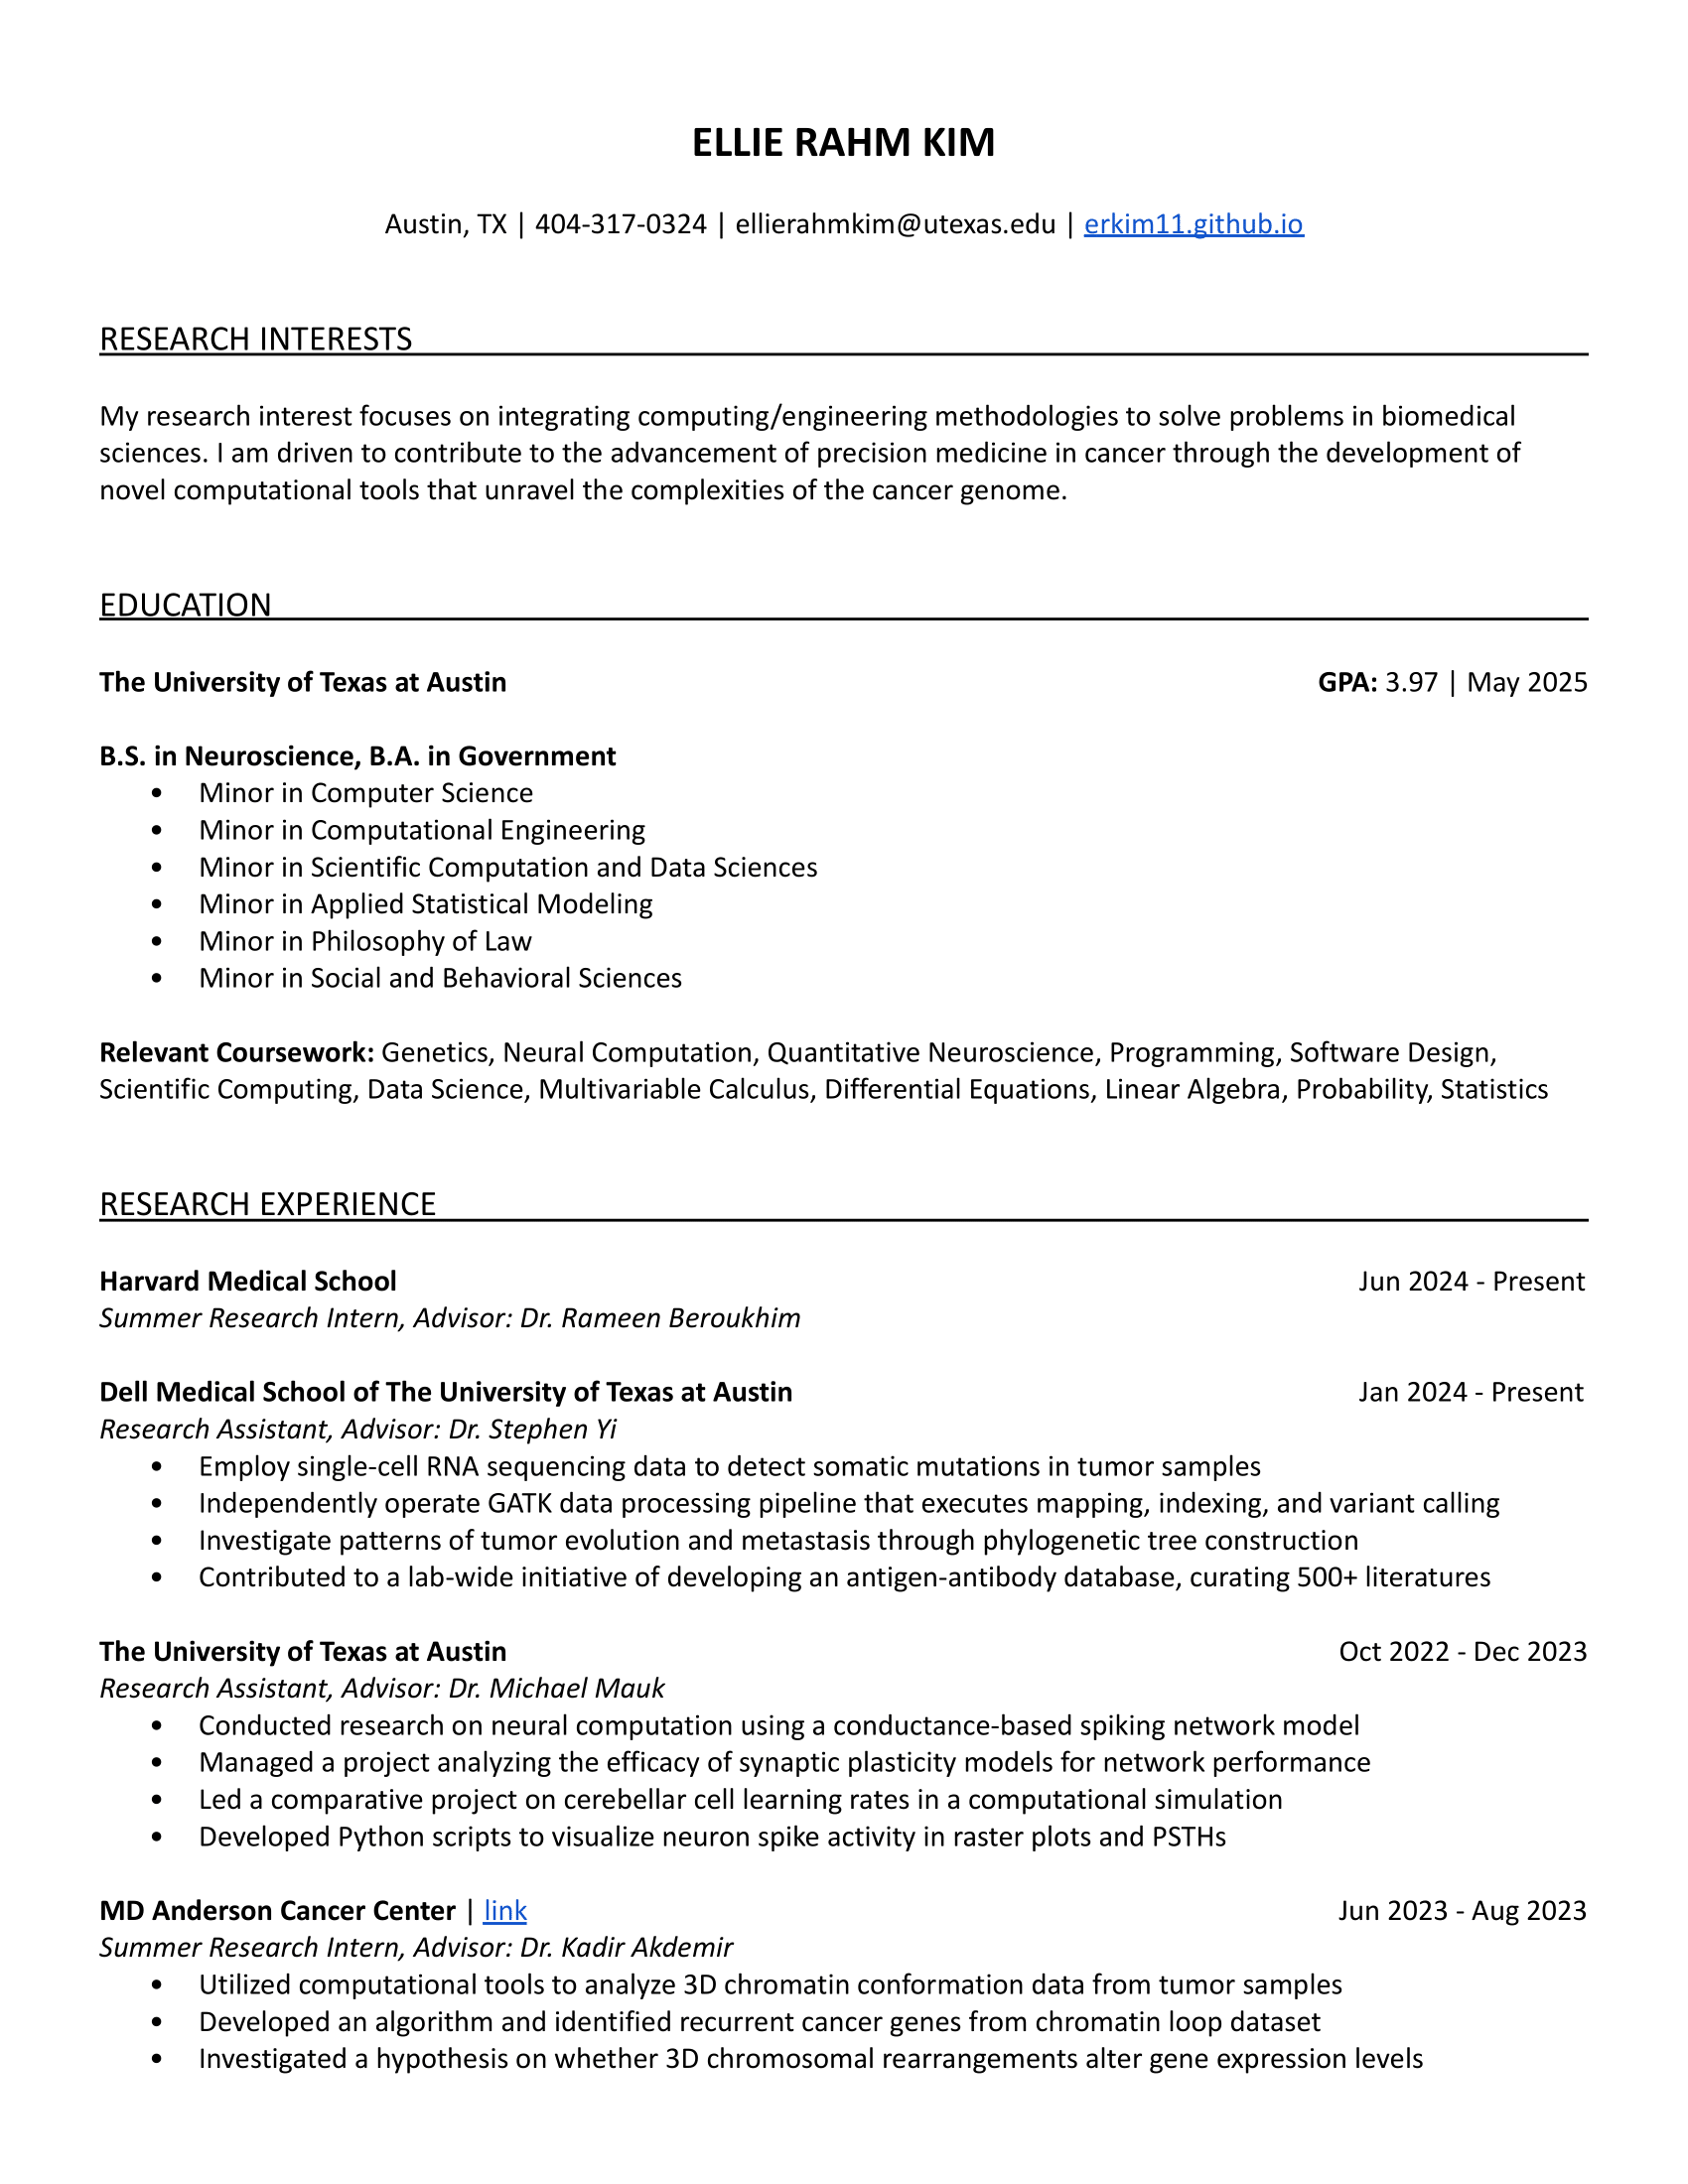 ELLIE RAHM KIM
Austin, TX | 404-317-0324 | ellierahmkim@utexas.edu | erkim11.github.io
RESEARCH INTERESTS
My research interest focuses on integrating computing/engineering methodologies to solve problems in biomedical
sciences. I am driven to contribute to the advancement of precision medicine in cancer through the development of
novel computational tools that unravel the complexities of the cancer genome.
EDUCATION
The University of Texas at Austin GPA: 3.97 | May 2025
B.S. in Neuroscience, B.A. in Government
• Minor in Computer Science
• Minor in Computational Engineering
• Minor in Scientific Computation and Data Sciences
• Minor in Applied Statistical Modeling
• Minor in Philosophy of Law
• Minor in Social and Behavioral Sciences
Relevant Coursework: Genetics, Neural Computation, Quantitative Neuroscience, Programming, Software Design,
Scientific Computing, Data Science, Multivariable Calculus, Differential Equations, Linear Algebra, Probability, Statistics
RESEARCH EXPERIENCE
Harvard Medical School Jun 2024 - Present
Summer Research Intern, Advisor: Dr. Rameen Beroukhim
Dell Medical School of The University of Texas at Austin Jan 2024 - Present
Research Assistant, Advisor: Dr. Stephen Yi
• Employ single-cell RNA sequencing data to detect somatic mutations in tumor samples
• Independently operate GATK data processing pipeline that executes mapping, indexing, and variant calling
• Investigate patterns of tumor evolution and metastasis through phylogenetic tree construction
• Contributed to a lab-wide initiative of developing an antigen-antibody database, curating 500+ literatures
The University of Texas at Austin Oct 2022 - Dec 2023
Research Assistant, Advisor: Dr. Michael Mauk
• Conducted research on neural computation using a conductance-based spiking network model
• Managed a project analyzing the efficacy of synaptic plasticity models for network performance
• Led a comparative project on cerebellar cell learning rates in a computational simulation
• Developed Python scripts to visualize neuron spike activity in raster plots and PSTHs
MD Anderson Cancer Center | link Jun 2023 - Aug 2023
Summer Research Intern, Advisor: Dr. Kadir Akdemir
• Utilized computational tools to analyze 3D chromatin conformation data from tumor samples
• Developed an algorithm and identified recurrent cancer genes from chromatin loop dataset
• Investigated a hypothesis on whether 3D chromosomal rearrangements alter gene expression levels